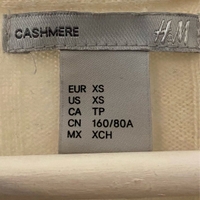 CASHMERE H&M
EUR XS
US XS
CA TP
CN 160/80A
MX XCH